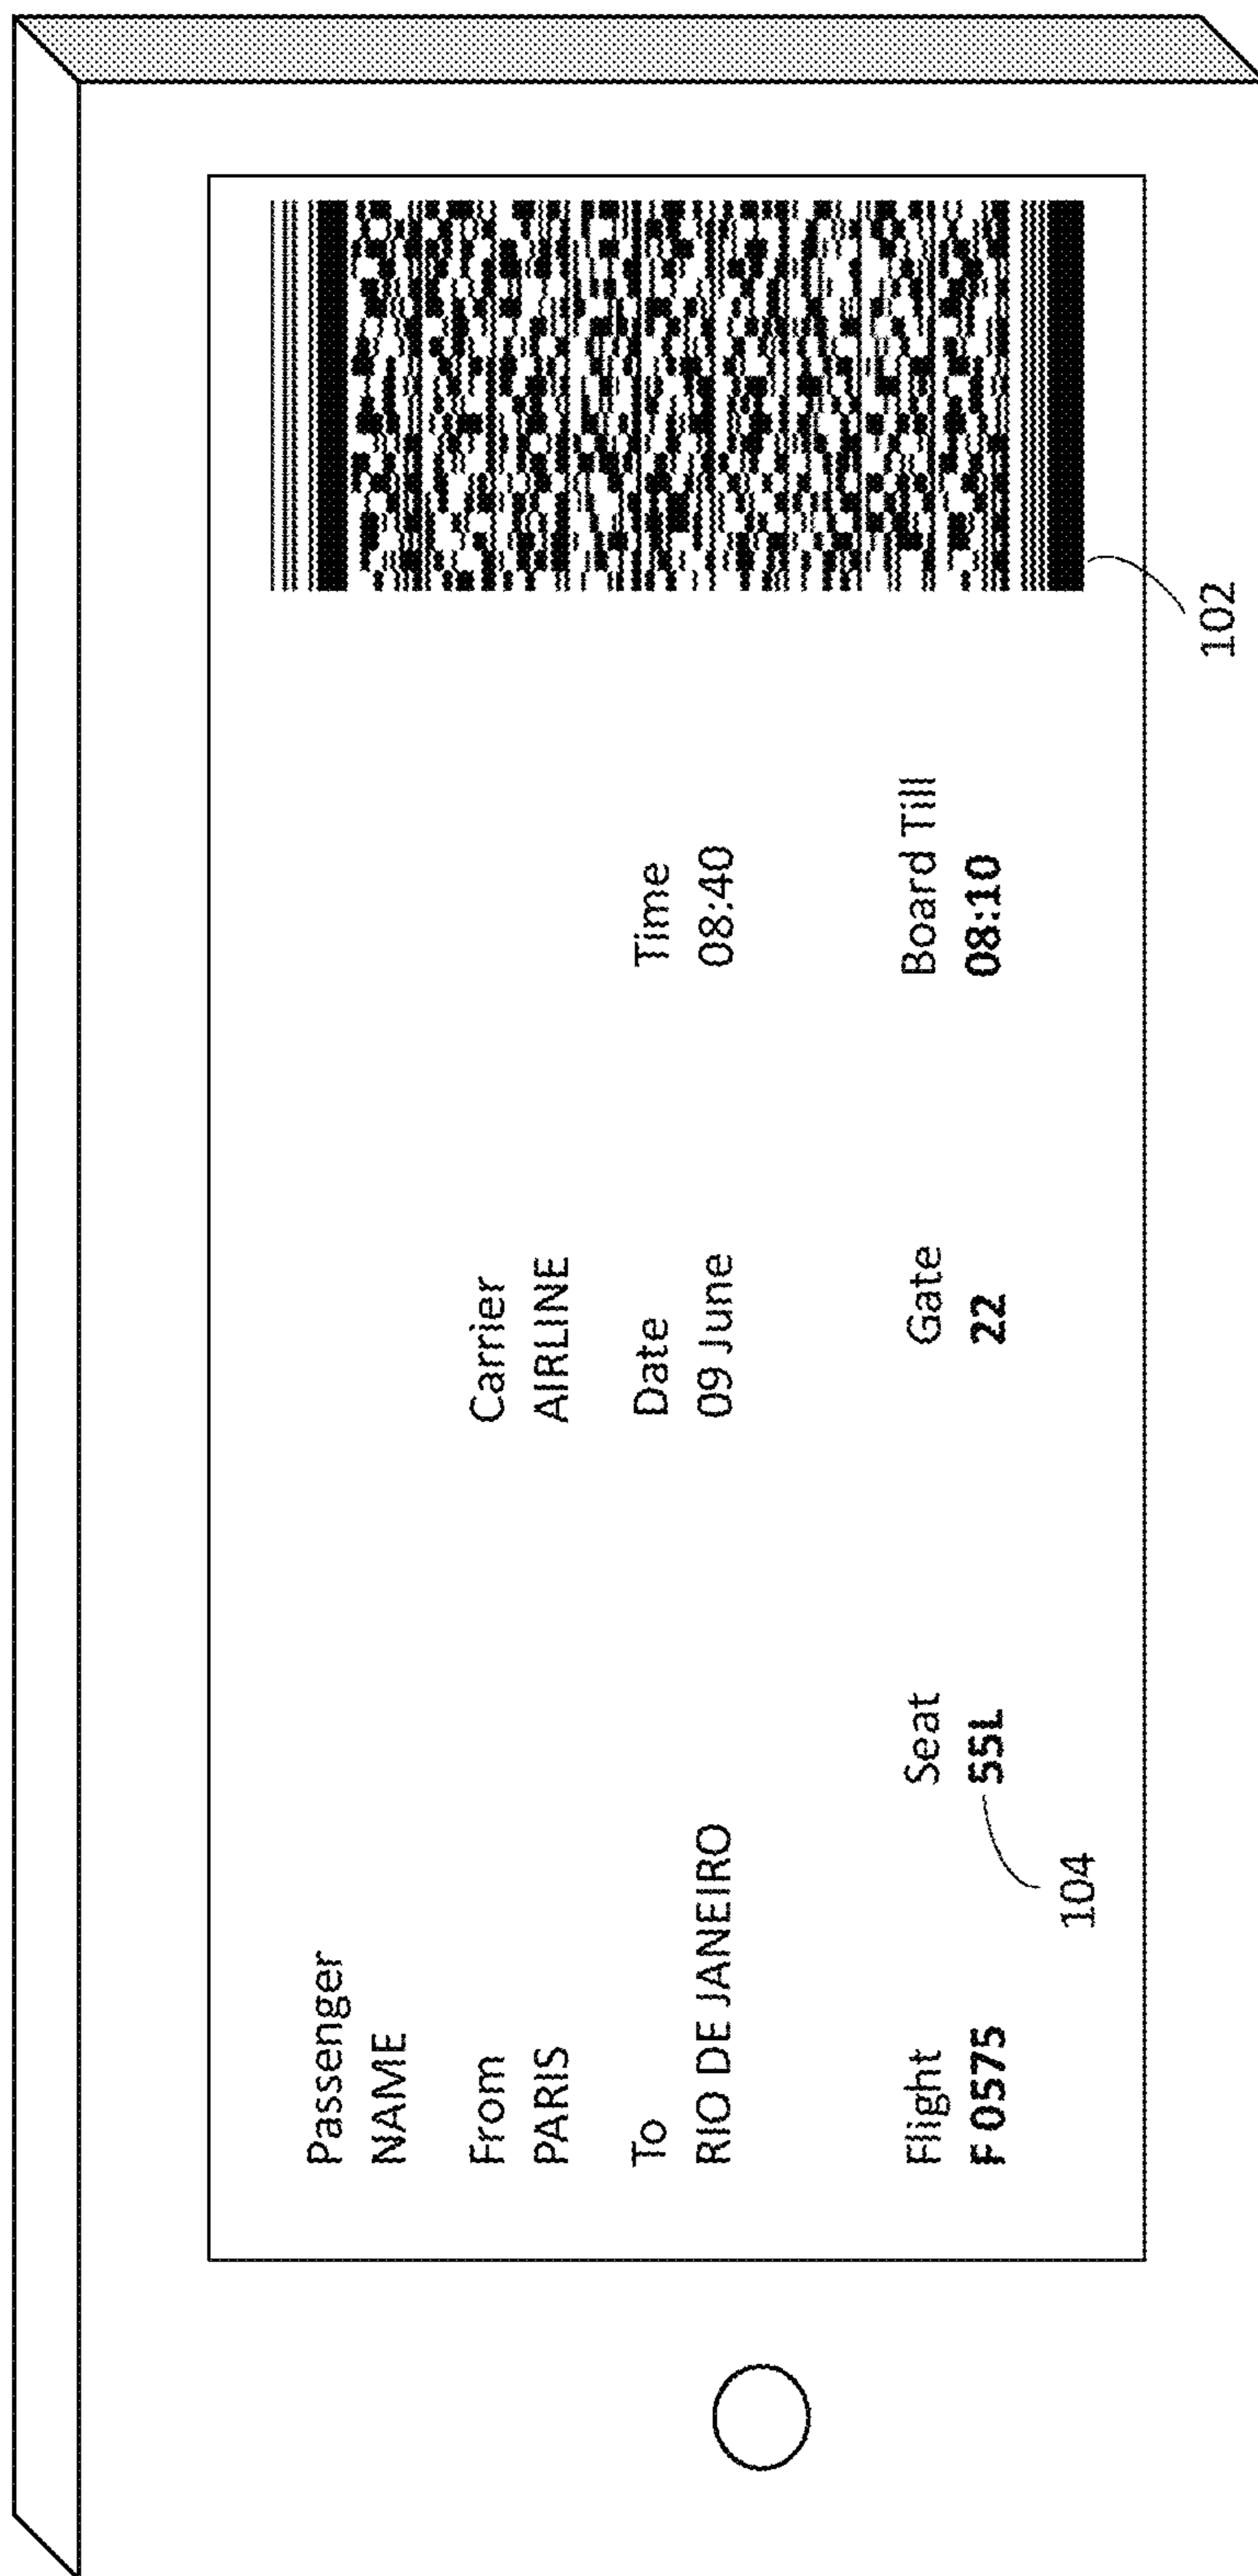 Passenger
NAME
From
PARIS
Carrier
AIRLINE
To
RIO DE JANEIRO
Date
09 June
Time
08:40
Flight
F 0575
Seat
55L
Gate
22
Board Till
08:10
104
102